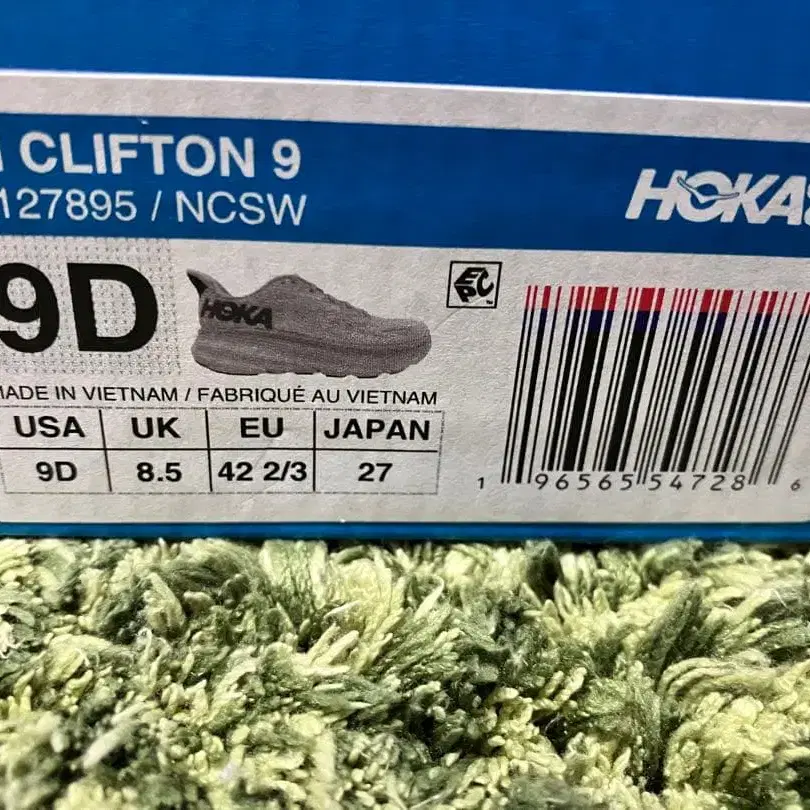 CLIFTON 9
127895 / NCSW
HOKA
9D
HOKA
EPC
MADE IN VIETNAM / FABRIQUÉ AU VIETNAM
USA UK EU JAPAN
9D 8.5 42 2/3 27
1 96565 54728 6